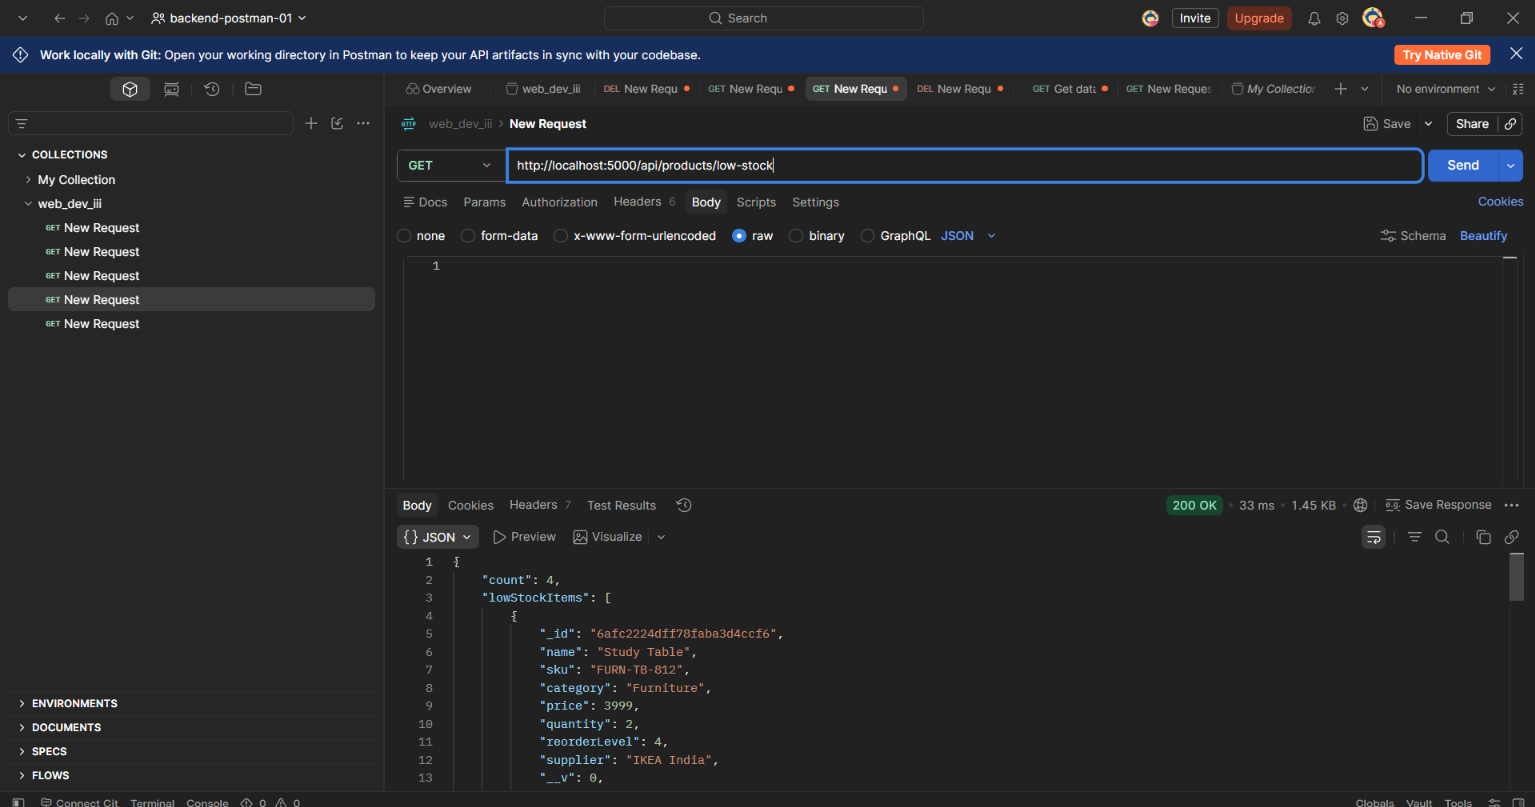 backend-postman-01
Search
Invite
Upgrade
Work locally with Git: Open your working directory in Postman to keep your API artifacts in sync with your codebase.
Try Native Git
Overview
web_dev_iii
DEL New Requ
GET New Requ
GET New Requ
DEL New Requ
GET Get data
GET New Reques
My Collection
No environment
HTTP
web_dev_iii > New Request
Save
Share
COLLECTIONS
My Collection
web_dev_iii
GET New Request
GET New Request
GET New Request
GET New Request
GET New Request
ENVIRONMENTS
DOCUMENTS
SPECS
FLOWS
GET
http://localhost:5000/api/products/low-stock
Send
Docs Params Authorization Headers 6 Body Scripts Settings
Cookies
none form-data x-www-form-urlencoded raw binary GraphQL JSON
Schema Beautify
1
Body Cookies Headers 7 Test Results
200 OK • 33 ms • 1.45 KB
e.g. Save Response
{} JSON Preview Visualize
1 {
2 "count": 4,
3 "lowStockItems": [
4 {
5 "_id": "6afc2224dff78faba3d4ccf6",
6 "name": "Study Table",
7 "sku": "FURN-TB-812",
8 "category": "Furniture",
9 "price": 3999,
10 "quantity": 2,
11 "reorderLevel": 4,
12 "supplier": "IKEA India",
13 "__v": 0,
Connect Git Terminal Console 0 0
Globals Vault Tools